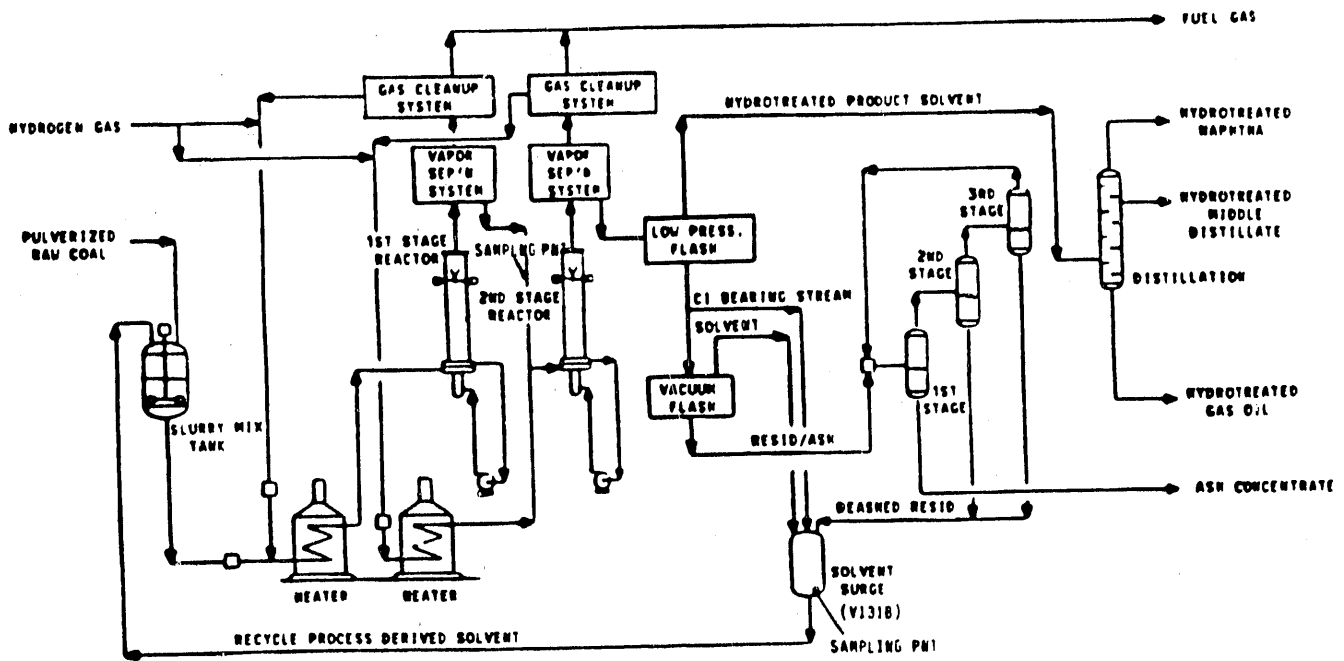 FUEL GAS
GAS CLEANUP
SYSTEM
GAS CLEANUP
SYSTEM
HYDROTREATED PRODUCT SOLVENT
HYDROGEN GAS
HYDROTREATED
NAPHTHA
VAPOR
SEP'N
SYSTEM
VAPOR
SEP'N
SYSTEM
3RD
STAGE
HYDROTREATED
MIDDLE
DISTILLATE
PULVERIZED
RAW COAL
1ST STAGE
REACTOR
SAMPLING PNT
LOW PRESS.
FLASH
2ND STAGE
DISTILLATION
2ND STAGE
REACTOR
CI BEARING STREAM
SOLVENT
VACUUM
FLASH
1ST
STAGE
HYDROTREATED
GAS OIL
SLURRY MIX
TANK
RESID/ASH
ASH CONCENTRATE
DEASHED RESID
HEATER
HEATER
SOLVENT
SURGE
(V131B)
SAMPLING PNT
RECYCLE PROCESS DERIVED SOLVENT